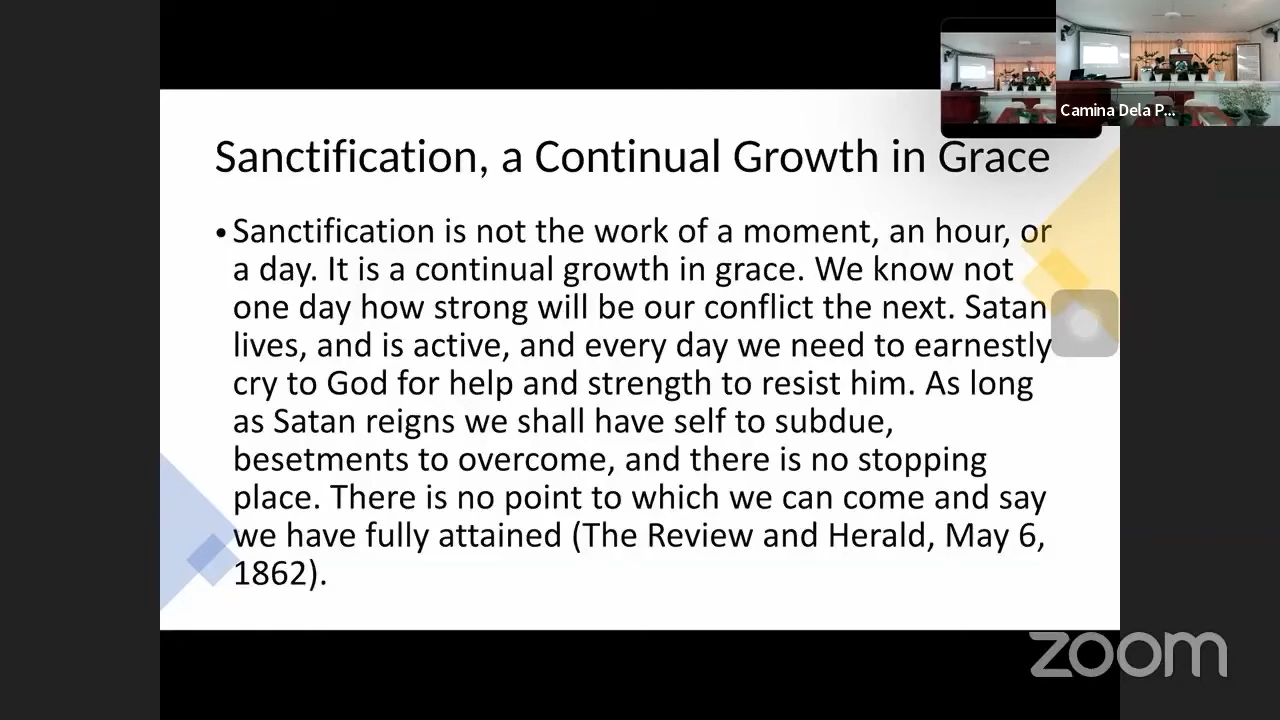 Camina Dela P...
Sanctification, a Continual Growth in Grace
• Sanctification is not the work of a moment, an hour, or
a day. It is a continual growth in grace. We know not
one day how strong will be our conflict the next. Satan
lives, and is active, and every day we need to earnestly
cry to God for help and strength to resist him. As long
as Satan reigns we shall have self to subdue,
besetments to overcome, and there is no stopping
place. There is no point to which we can come and say
we have fully attained (The Review and Herald, May 6,
1862).
zoom